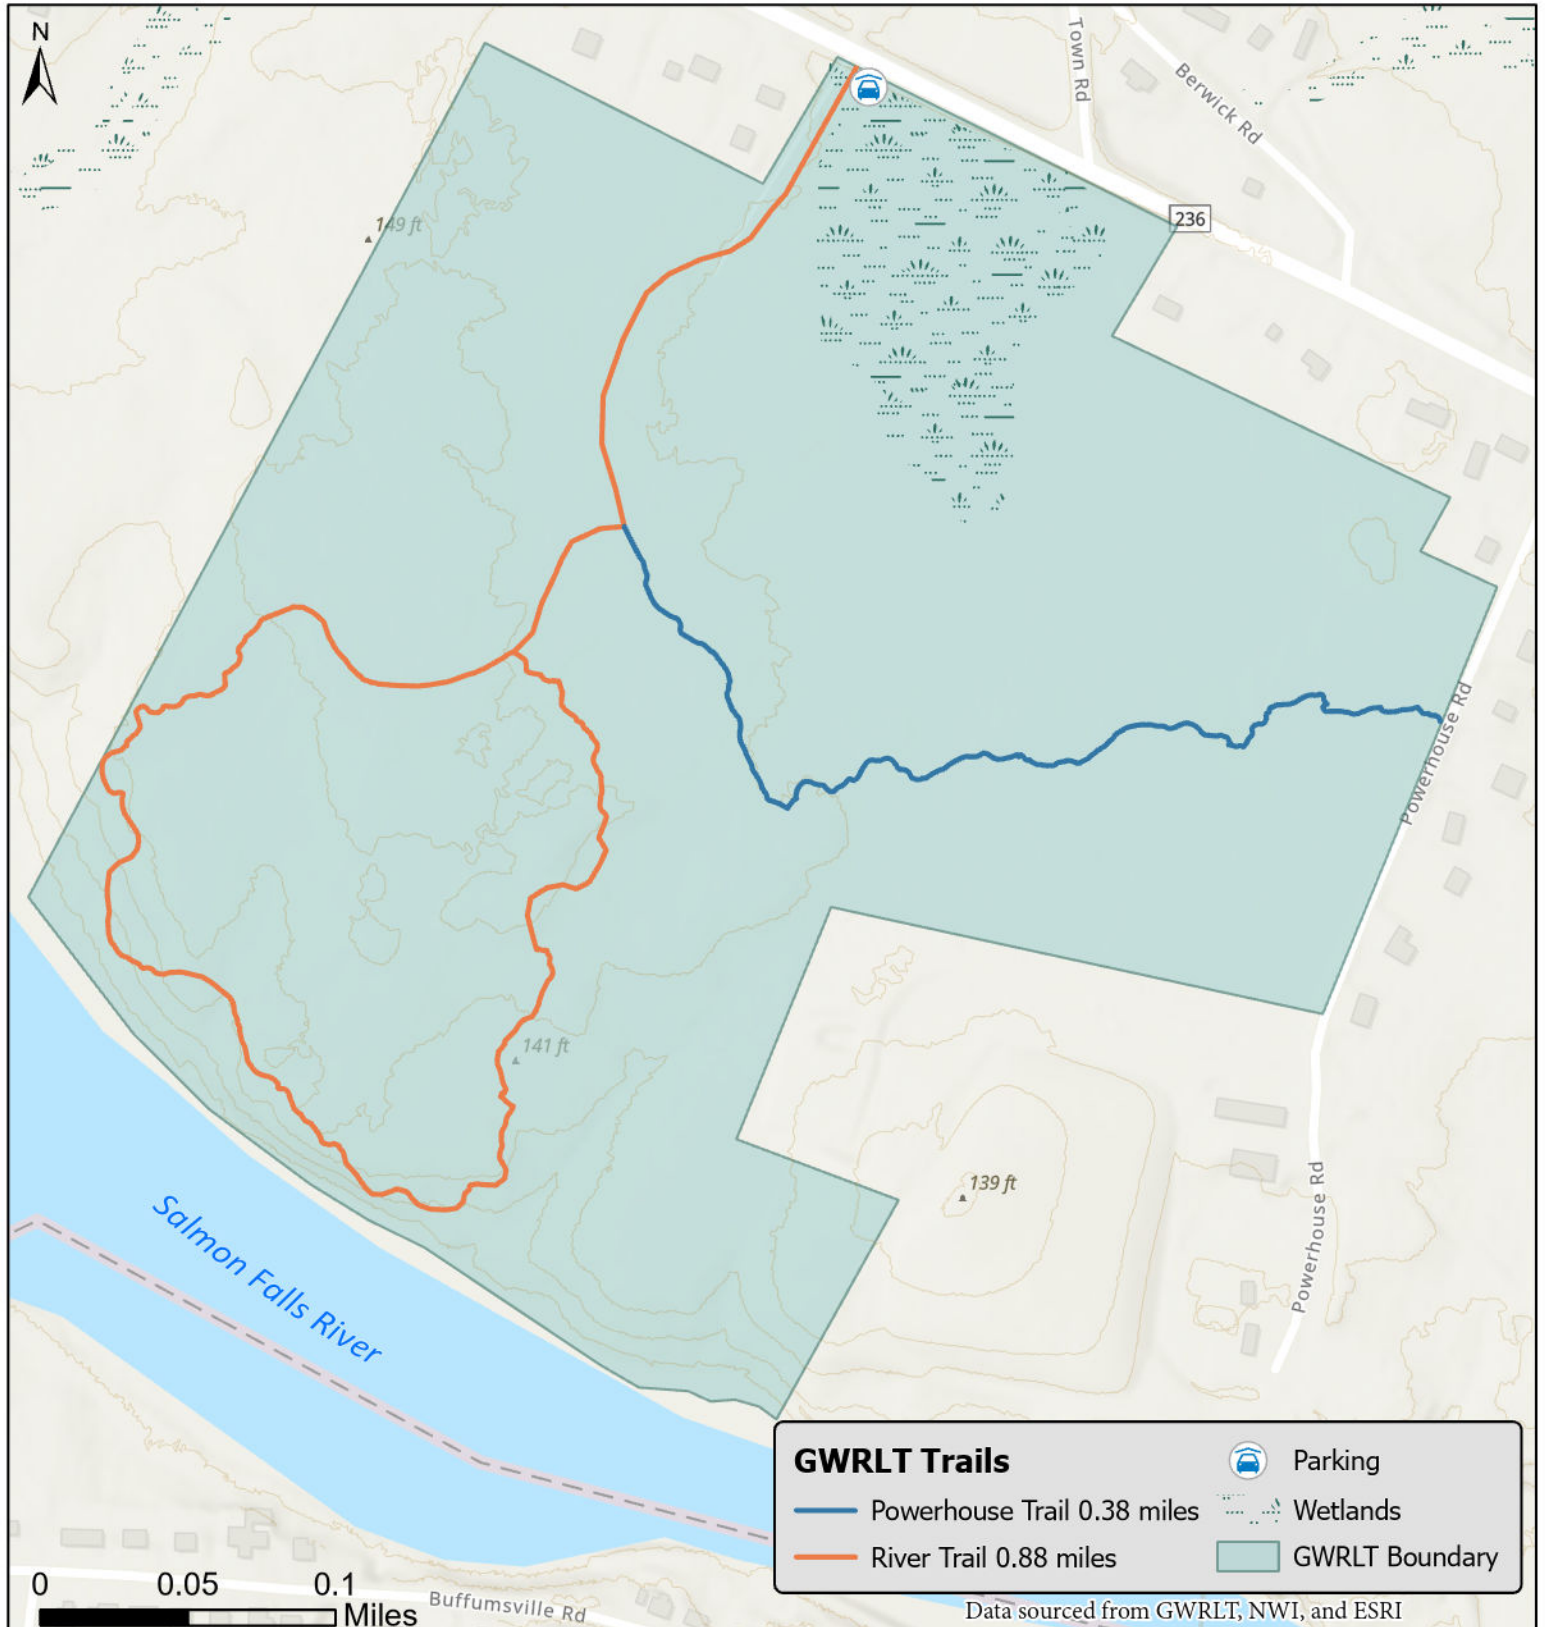 N
Town Rd
Berwick Rd
149 ft
236
Powerhouse Rd
141 ft
139 ft
Powerhouse Rd
Salmon Falls River
GWRLT Trails
Parking
Powerhouse Trail 0.38 miles
Wetlands
River Trail 0.88 miles
GWRLT Boundary
0 0.05 0.1
Miles
Buffumsville Rd
Data sourced from GWRLT, NWI, and ESRI